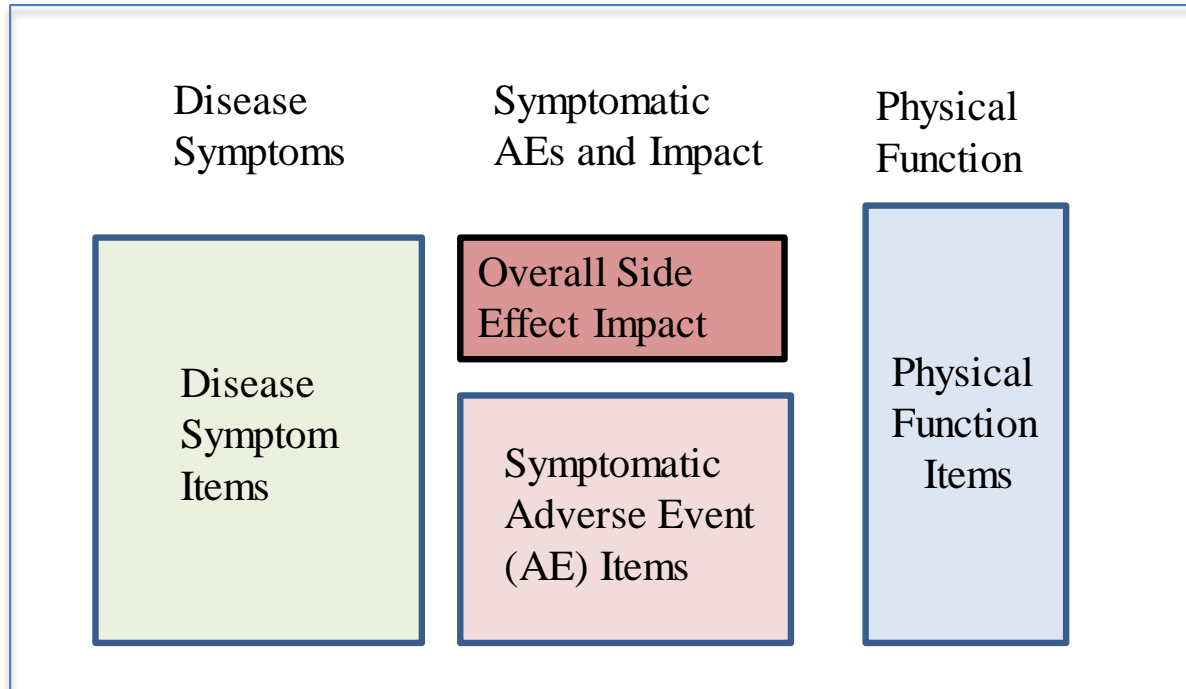 Disease
Symptoms
Symptomatic
AEs and Impact
Physical
Function
Disease
Symptom
Items
Overall Side
Effect Impact
Symptomatic
Adverse Event
(AE) Items
Physical
Function
Items